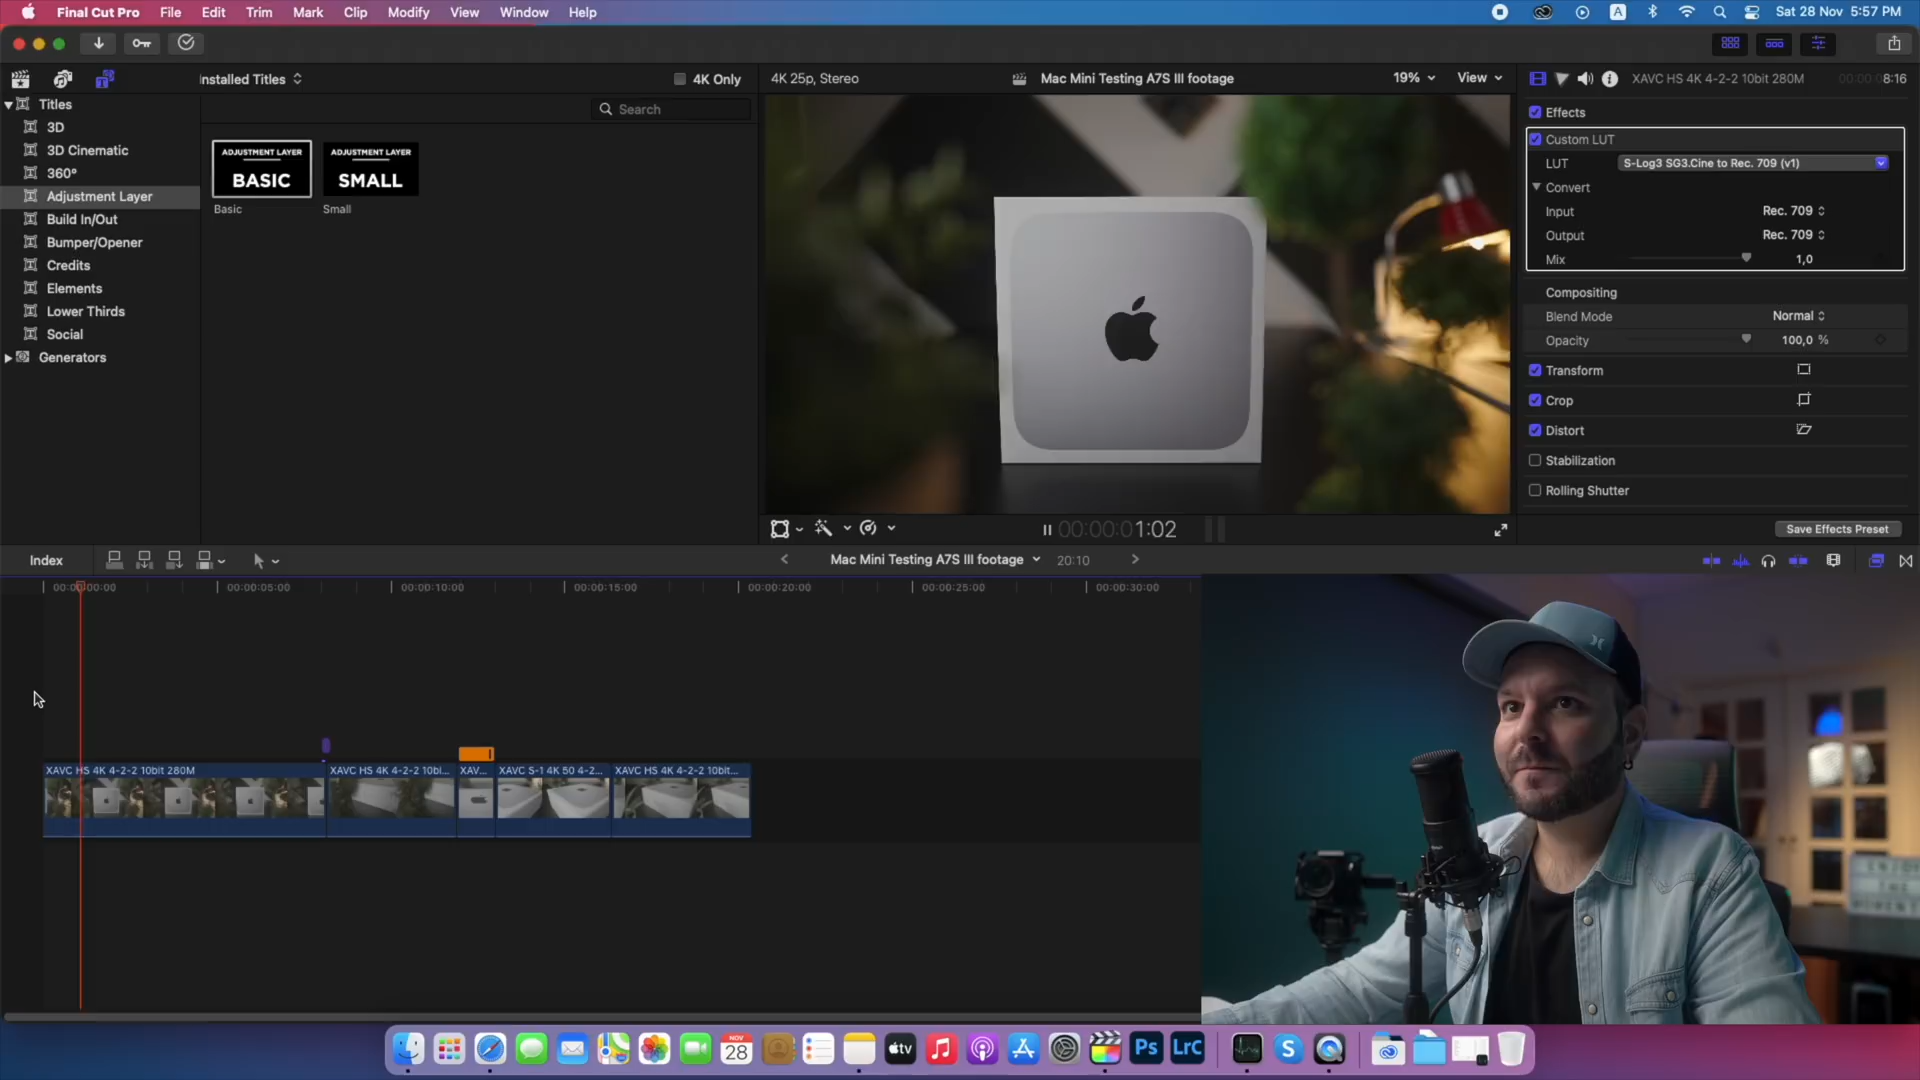 Final Cut Pro File Edit Trim Mark Clip Modify View Window Help
A Sat 28 Nov 5:57 PM
Installed Titles
4K Only
4K 25p, Stereo
Mac Mini Testing A7S III footage
19%
View
XAVC HS 4K 4-2-2 10bit 280M
8:16
Titles
3D
3D Cinematic
360°
Adjustment Layer
Build In/Out
Bumper/Opener
Credits
Elements
Lower Thirds
Social
Generators
Search
ADJUSTMENT LAYER
BASIC
Basic
ADJUSTMENT LAYER
SMALL
Small
Effects
Custom LUT
LUT S-Log3 SG3.Cine to Rec. 709 (v1)
Convert
Input Rec. 709
Output Rec. 709
Mix 1,0
Compositing
Blend Mode Normal
Opacity 100,0 %
Transform
Crop
Distort
Stabilization
Rolling Shutter
Save Effects Preset
00:00:01:02
Index
Mac Mini Testing A7S III footage
20:10
00:00:00:00
00:00:05:00
00:00:10:00
00:00:15:00
00:00:20:00
00:00:25:00
00:00:30:00
XAVC HS 4K 4-2-2 10bit 280M
XAVC HS 4K 4-2-2 10bi...
XAV...
XAVC S-1 4K 50 4-2...
XAVC HS 4K 4-2-2 10bit...
ENJOY
THE
MOMENT
NOV
28
tv
Ps
LrC
S